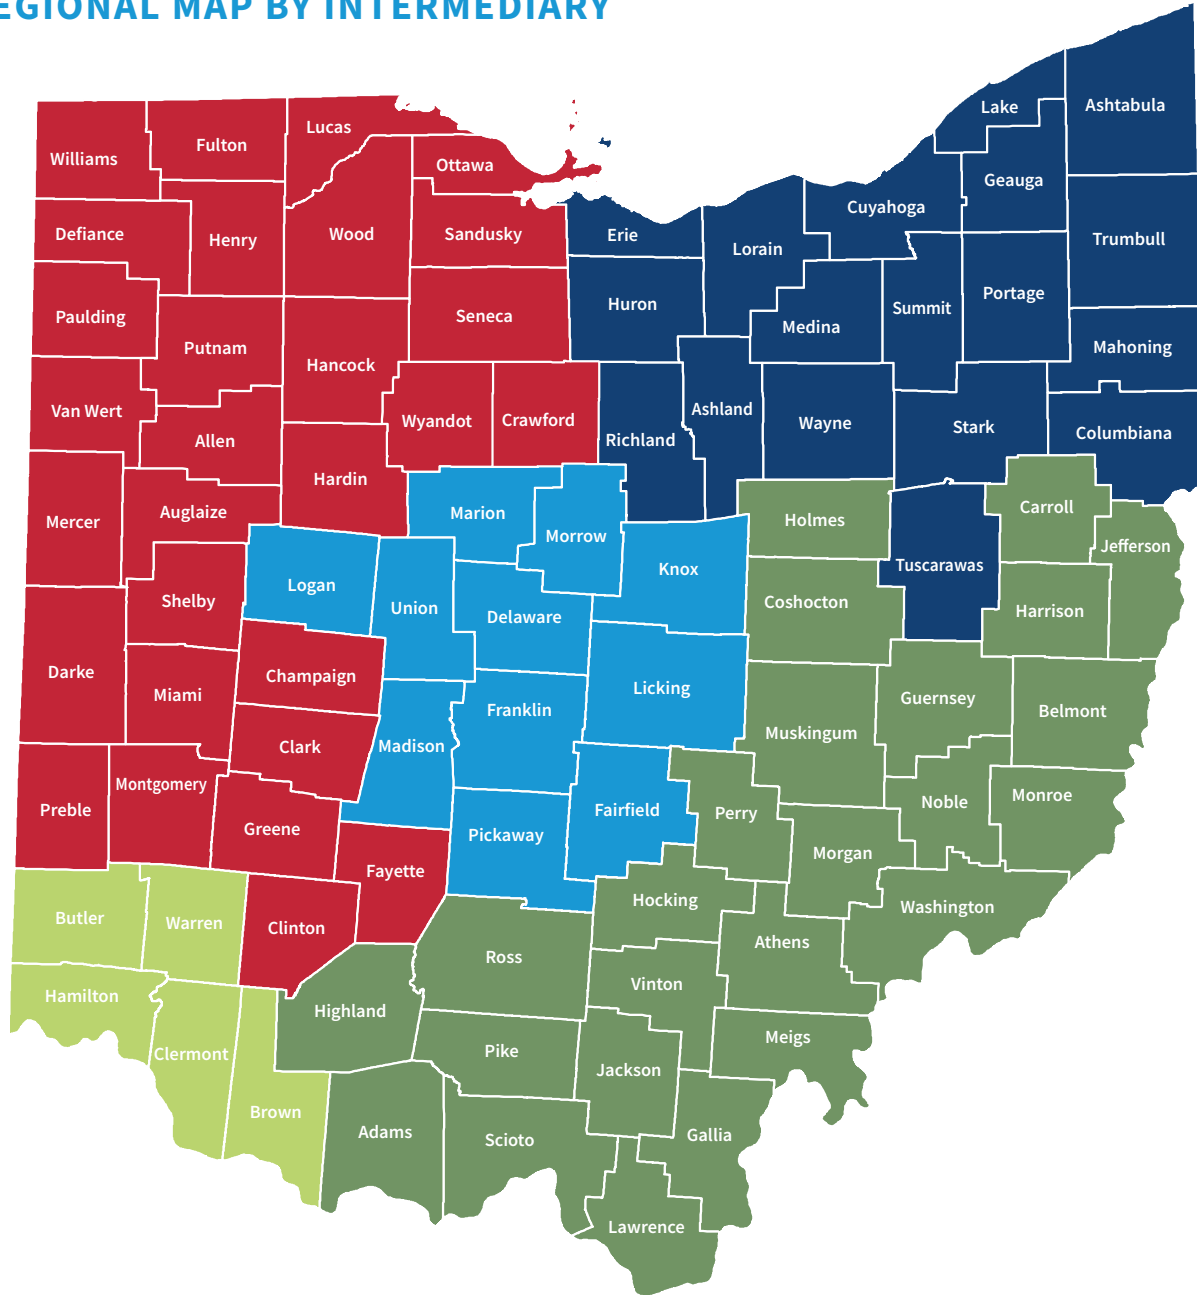 EGIONAL MAP BY INTERMEDIARY
Lake
Ashtabula
Lucas
Fulton
Williams
Ottawa
Geauga
Cuyahoga
Defiance
Henry
Wood
Sandusky
Erie
Lorain
Trumbull
Paulding
Seneca
Huron
Medina
Summit
Portage
Putnam
Mahoning
Hancock
Van Wert
Wyandot
Crawford
Ashland
Wayne
Stark
Columbiana
Allen
Richland
Hardin
Mercer
Auglaize
Marion
Holmes
Carroll
Morrow
Jefferson
Tuscarawas
Knox
Logan
Union
Shelby
Delaware
Coshocton
Harrison
Darke
Champaign
Miami
Licking
Guernsey
Franklin
Belmont
Clark
Madison
Muskingum
Montgomery
Preble
Fairfield
Perry
Noble
Monroe
Greene
Pickaway
Morgan
Fayette
Hocking
Washington
Butler
Warren
Clinton
Athens
Ross
Vinton
Hamilton
Highland
Meigs
Clermont
Pike
Jackson
Brown
Adams
Scioto
Gallia
Lawrence